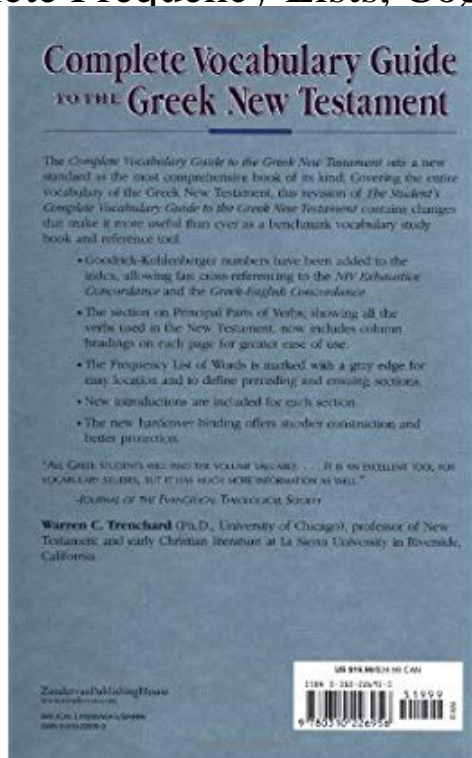 Complete Vocabulary Guide
TO THE Greek New Testament
The Complete Vocabulary Guide to the Greek New Testament sets a new
standard as the most comprehensive book of its kind. Covering the entire
vocabulary of the Greek New Testament, this revision of The Student's
Complete Vocabulary Guide to the Greek New Testament contains changes
that make it more useful than ever as a benchmark vocabulary study
book and reference tool.
• Goodrick-Kohlenberger numbers have been added to the
index, allowing fast cross-referencing to the NIV Exhaustive
Concordance and the Greek-English Concordance.
• The section on Principal Parts of Verbs, showing all the
verbs used in the New Testament, now includes column
headings on each page for greater ease of use.
• The Frequency List of Words is marked with a gray edge for
easy location and to define preceding and ensuing sections.
• New introductions are included for each section.
• The new hardcover binding offers sturdier construction and
better protection.
"ALL GREEK STUDENTS WILL FIND THE VOLUME VALUABLE. . . . IT IS AN EXCELLENT TOOL FOR
VOCABULARY STUDIES, BUT IT HAS MUCH MORE INFORMATION AS WELL."
-JOURNAL OF THE EVANGELICAL THEOLOGICAL SOCIETY
Warren C. Trenchard (Ph.D., University of Chicago), professor of New
Testament and early Christian literature at La Sierra University in Riverside,
California.
ZondervanPublishingHouse
51999
9 780310 226956